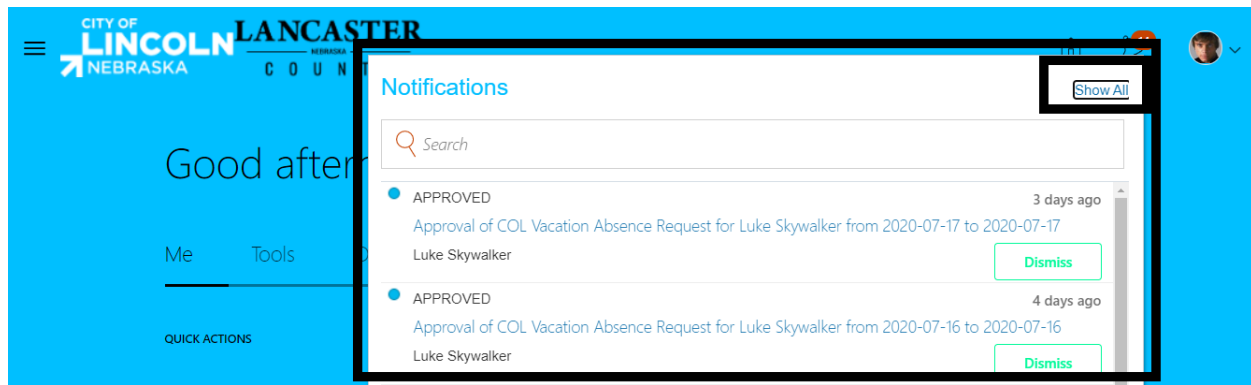 CITY OF
LINCOLN
NEBRASKA
LANCASTER
NEBRASKA
COUNT
Notifications
Show All
Search
Good after
APPROVED
3 days ago
Approval of COL Vacation Absence Request for Luke Skywalker from 2020-07-17 to 2020-07-17
Luke Skywalker
Dismiss
Me Tools
APPROVED
4 days ago
Approval of COL Vacation Absence Request for Luke Skywalker from 2020-07-16 to 2020-07-16
Luke Skywalker
Dismiss
QUICK ACTIONS